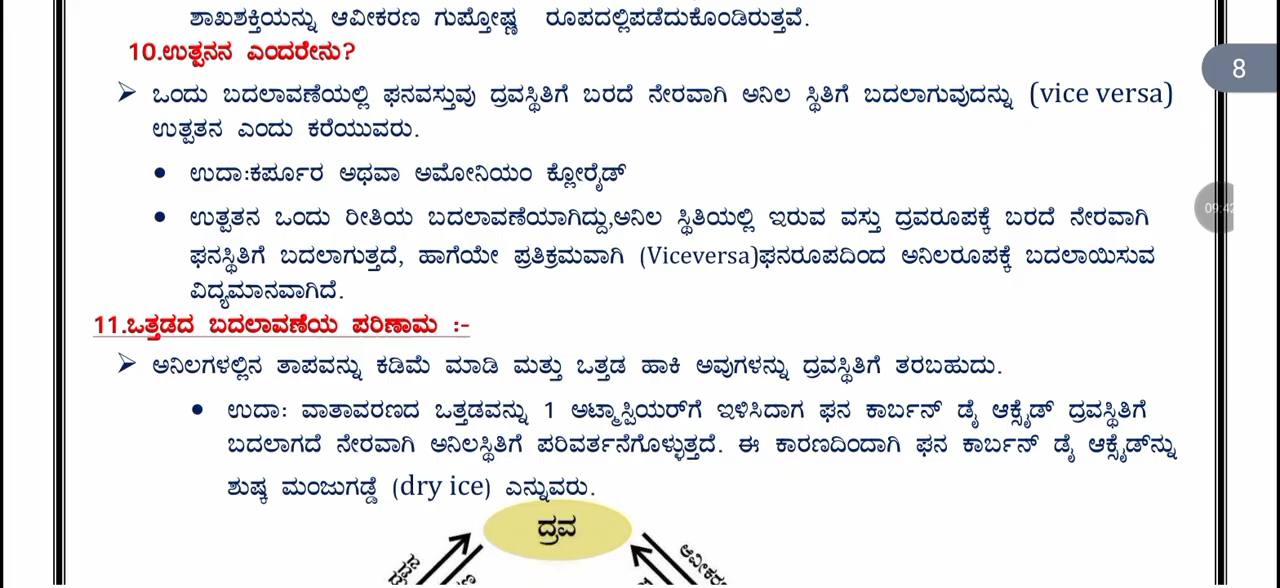 ಶಾಖಶಕ್ತಿಯನ್ನು ಆವೀಕರಣ ಗುಪ್ತೋಷ್ಣ ರೂಪದಲ್ಲಿಪಡೆದುಕೊಂಡಿರುತ್ತವೆ.
10.ಉತ್ಪನನ ಎಂದರೇನು?
8
➢ ಒಂದು ಬದಲಾವಣೆಯಲ್ಲಿ ಘನವಸ್ತುವು ದ್ರವಸ್ಥಿತಿಗೆ ಬರದೆ ನೇರವಾಗಿ ಅನಿಲ ಸ್ಥಿತಿಗೆ ಬದಲಾಗುವುದನ್ನು (vice versa)
ಉತ್ಪತನ ಎಂದು ಕರೆಯುವರು.
• ಉದಾ:ಕರ್ಪೂರ ಅಥವಾ ಅಮೋನಿಯಂ ಕ್ಲೋರೈಡ್
• ಉತ್ಪತನ ಒಂದು ರೀತಿಯ ಬದಲಾವಣೆಯಾಗಿದ್ದು,ಅನಿಲ ಸ್ಥಿತಿಯಲ್ಲಿ ಇರುವ ವಸ್ತು ದ್ರವರೂಪಕ್ಕೆ ಬರದೆ ನೇರವಾಗಿ
09:42
ಘನಸ್ಥಿತಿಗೆ ಬದಲಾಗುತ್ತದೆ, ಹಾಗೆಯೇ ಪ್ರತಿಕ್ರಮವಾಗಿ (Viceversa)ಘನರೂಪದಿಂದ ಅನಿಲರೂಪಕ್ಕೆ ಬದಲಾಯಿಸುವ
ವಿದ್ಯಮಾನವಾಗಿದೆ.
11.ಒತ್ತಡದ ಬದಲಾವಣೆಯ ಪರಿಣಾಮ :-
➢ ಅನಿಲಗಳಲ್ಲಿನ ತಾಪವನ್ನು ಕಡಿಮೆ ಮಾಡಿ ಮತ್ತು ಒತ್ತಡ ಹಾಕಿ ಅವುಗಳನ್ನು ದ್ರವಸ್ಥಿತಿಗೆ ತರಬಹುದು.
• ಉದಾ: ವಾತಾವರಣದ ಒತ್ತಡವನ್ನು 1 ಅಟ್ಮಾಸ್ಪಿಯರ್‌ಗೆ ಇಳಿಸಿದಾಗ ಘನ ಕಾರ್ಬನ್ ಡೈ ಆಕ್ಸೈಡ್ ದ್ರವಸ್ಥಿತಿಗೆ
ಬದಲಾಗದೆ ನೇರವಾಗಿ ಅನಿಲಸ್ಥಿತಿಗೆ ಪರಿವರ್ತನೆಗೊಳ್ಳುತ್ತದೆ. ಈ ಕಾರಣದಿಂದಾಗಿ ಘನ ಕಾರ್ಬನ್ ಡೈ ಆಕ್ಸೈಡ್‌ನ್ನು
ಶುಷ್ಕ ಮಂಜುಗಡ್ಡೆ (dry ice) ಎನ್ನುವರು.
ದ್ರವ
ದ್ರವನ